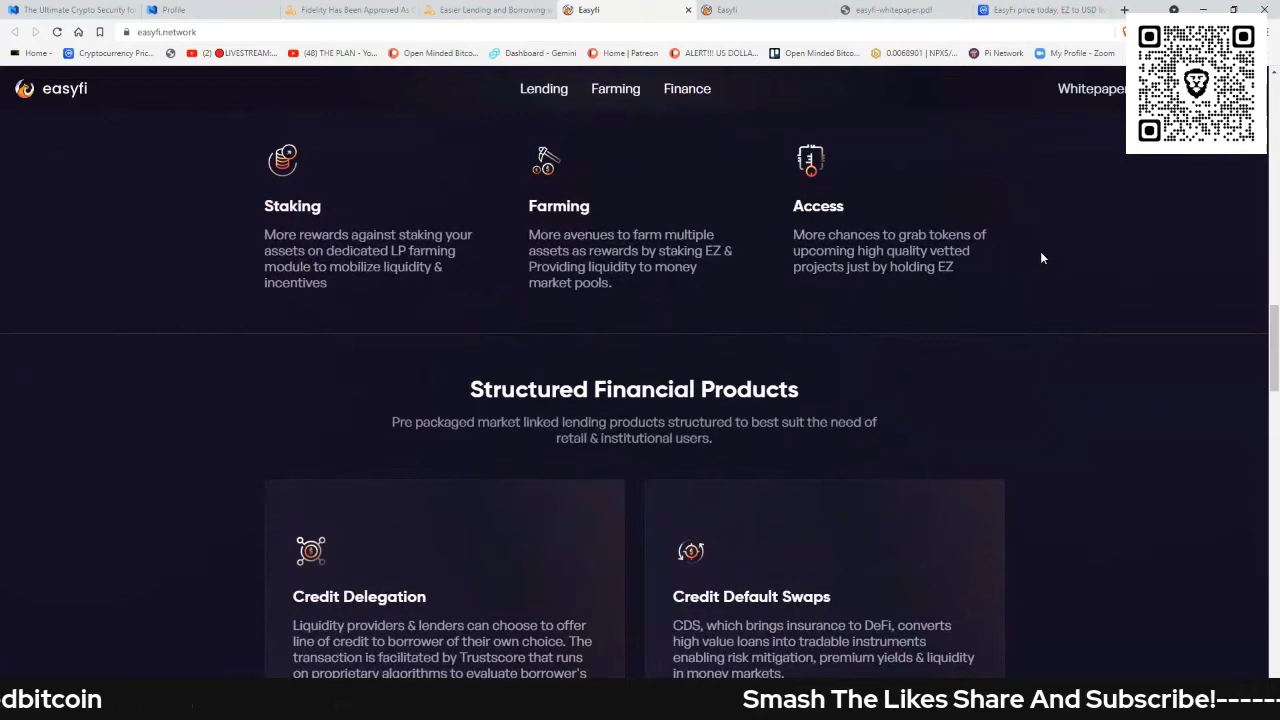 The Ultimate Crypto Security for
Profile
Fidelity Has Been Approved As C
Easier Lending and Borrowing w
Easyfi
Easyfi
easyfi-whitepaper.pdf
EasyFi price today, EZ to USD li
easyfi.network
Home -
Cryptocurrency Pric
(2) LIVESTREAM:
(48) THE PLAN - You
Open Minded Bitcoi
Dashboard - Gemini
Home | Patreon
ALERT!!! US DOLLA
Open Minded Bitco
0.0068901 | NPXS/
Pi Network
My Profile - Zoom
easyfi
Lending
Farming
Finance
Whitepaper
Staking
More rewards against staking your
assets on dedicated LP farming
module to mobilize liquidity &
incentives
Farming
More avenues to farm multiple
assets as rewards by staking EZ &
Providing liquidity to money
market pools.
Access
More chances to grab tokens of
upcoming high quality vetted
projects just by holding EZ
Structured Financial Products
Pre packaged market linked lending products structured to best suit the need of
retail & institutional users.
Credit Delegation
Liquidity providers & lenders can choose to offer
line of credit to borrower of their own choice. The
transaction is facilitated by Trustscore that runs
on proprietary algorithms to evaluate borrower's
Credit Default Swaps
CDS, which brings insurance to DeFi, converts
high value loans into tradable instruments
enabling risk mitigation, premium yields & liquidity
in money markets.
dbitcoin
Smash The Likes Share And Subscribe!------